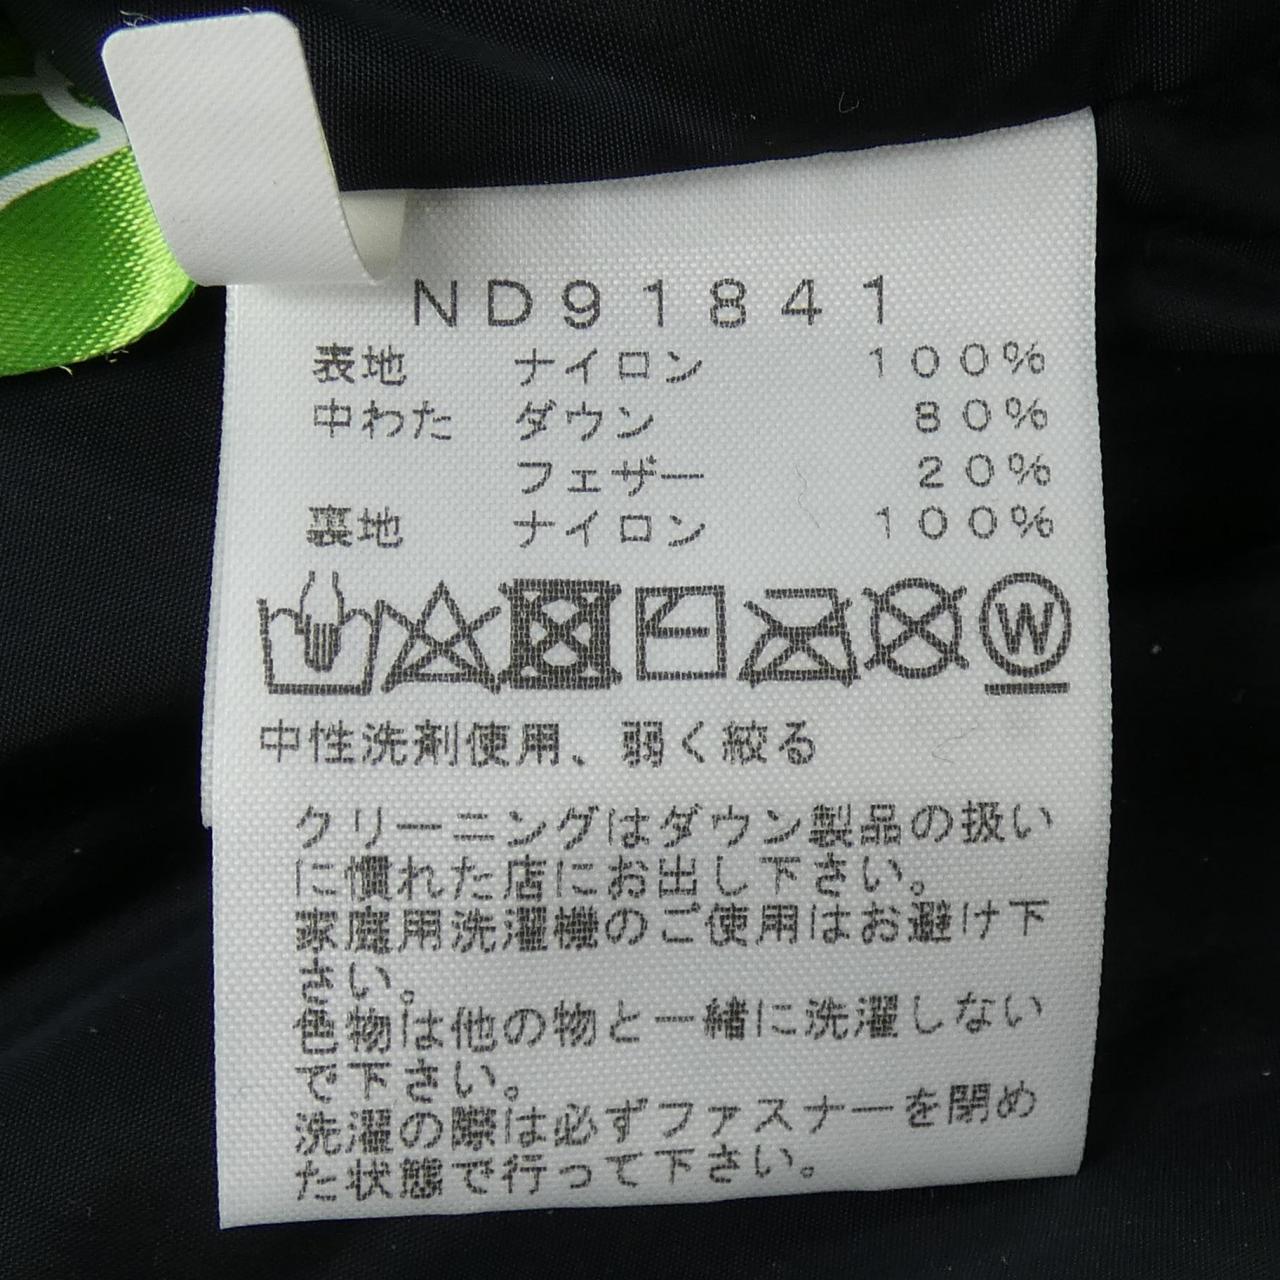 ND91841
表地 ナイロン 100%
中わた ダウン 80%
フェザー 20%
裏地 ナイロン 100%
W
中性洗剤使用、弱く絞る
クリーニングはダウン製品の扱い
に慣れた店にお出し下さい。
家庭用洗濯機のご使用はお避け下
さい。
色物は他の物と一緒に洗濯しない
で下さい。
洗濯の際は必ずファスナーを閉め
た状態で行って下さい。